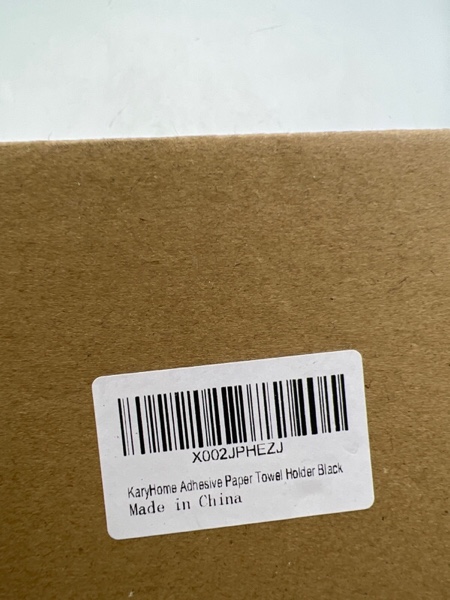 X002JPHEZJ
KaryHome Adhesive Paper Towel Holder Black
Made in China